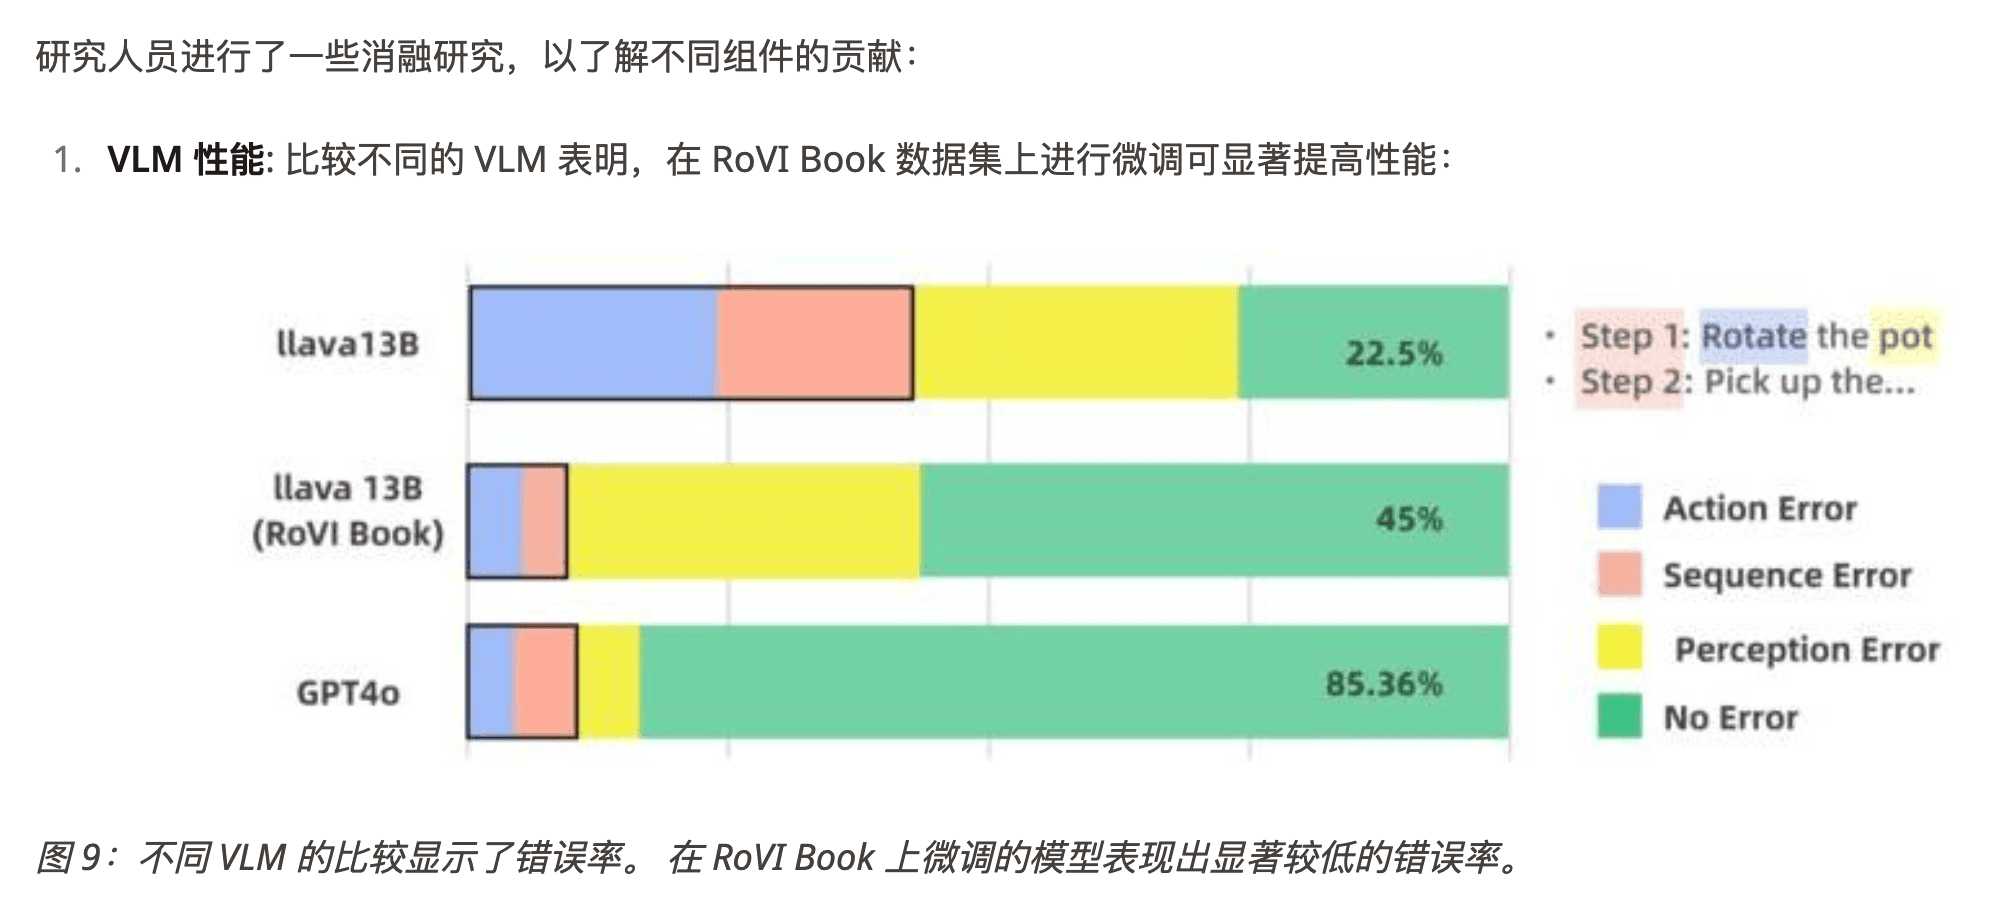 研究人员进行了一些消融研究，以了解不同组件的贡献：
1. VLM 性能: 比较不同的 VLM 表明，在 RoVI Book 数据集上进行微调可显著提高性能：
llava13B
22.5%
• Step 1: Rotate the pot
• Step 2: Pick up the...
llava 13B
(RoVI Book)
45%
GPT4o
85.36%
Action Error
Sequence Error
Perception Error
No Error
图 9：不同 VLM 的比较显示了错误率。 在 RoVI Book 上微调的模型表现出显著较低的错误率。